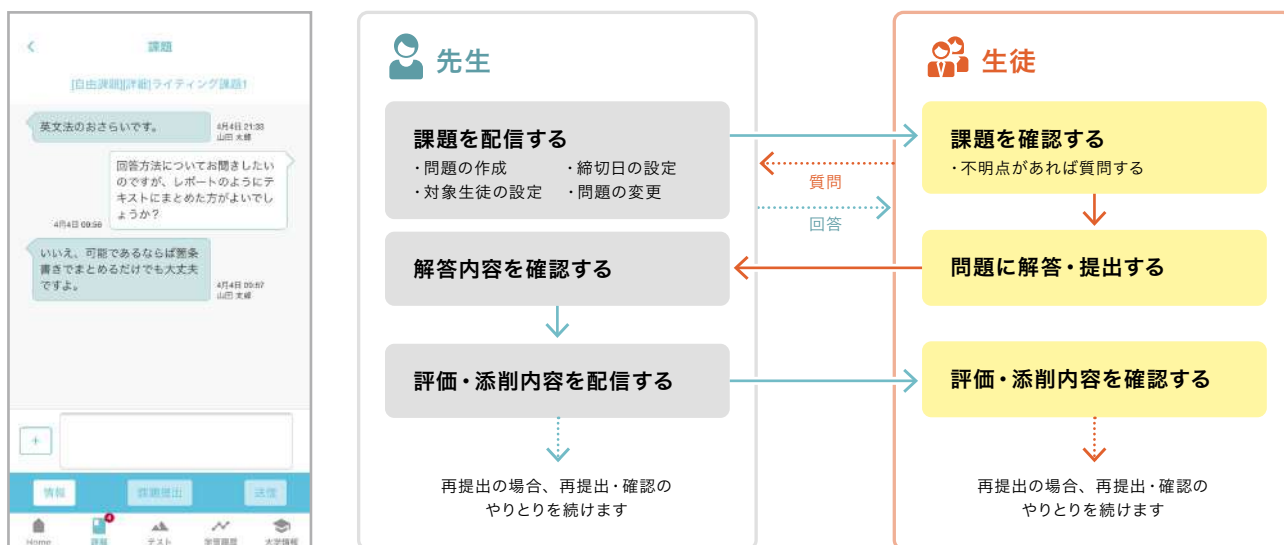 課題
[自由課題][詳細]ライティング課題1
英文法のおさらいです。
4月4日 21:33
山田 太郎
回答方法についてお聞きしたい
のですが、レポートのようにテ
キストにまとめた方がよいでし
ょうか?
4月4日 09:56
いいえ、可能であるならば箇条
書きでまとめるだけでも大丈夫
ですよ。
4月4日 09:57
山田 太郎
+
情報
課題提出
送信
4
Home
課題
テスト
学習履歴
大学情報
先生
課題を配信する
・問題の作成 ・締切日の設定
・対象生徒の設定 ・問題の変更
解答内容を確認する
評価・添削内容を配信する
再提出の場合、再提出・確認の
やりとりを続けます
質問
回答
生徒
課題を確認する
・不明点があれば質問する
問題に解答・提出する
評価・添削内容を確認する
再提出の場合、再提出・確認の
やりとりを続けます